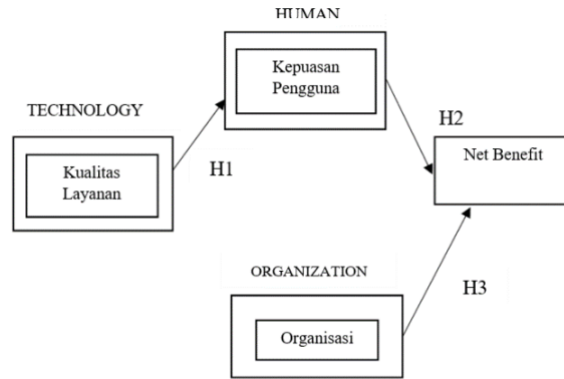 HUMAN
Kepuasan
Pengguna
TECHNOLOGY
H2
Net Benefit
Kualitas
Layanan
H1
ORGANIZATION
H3
Organisasi